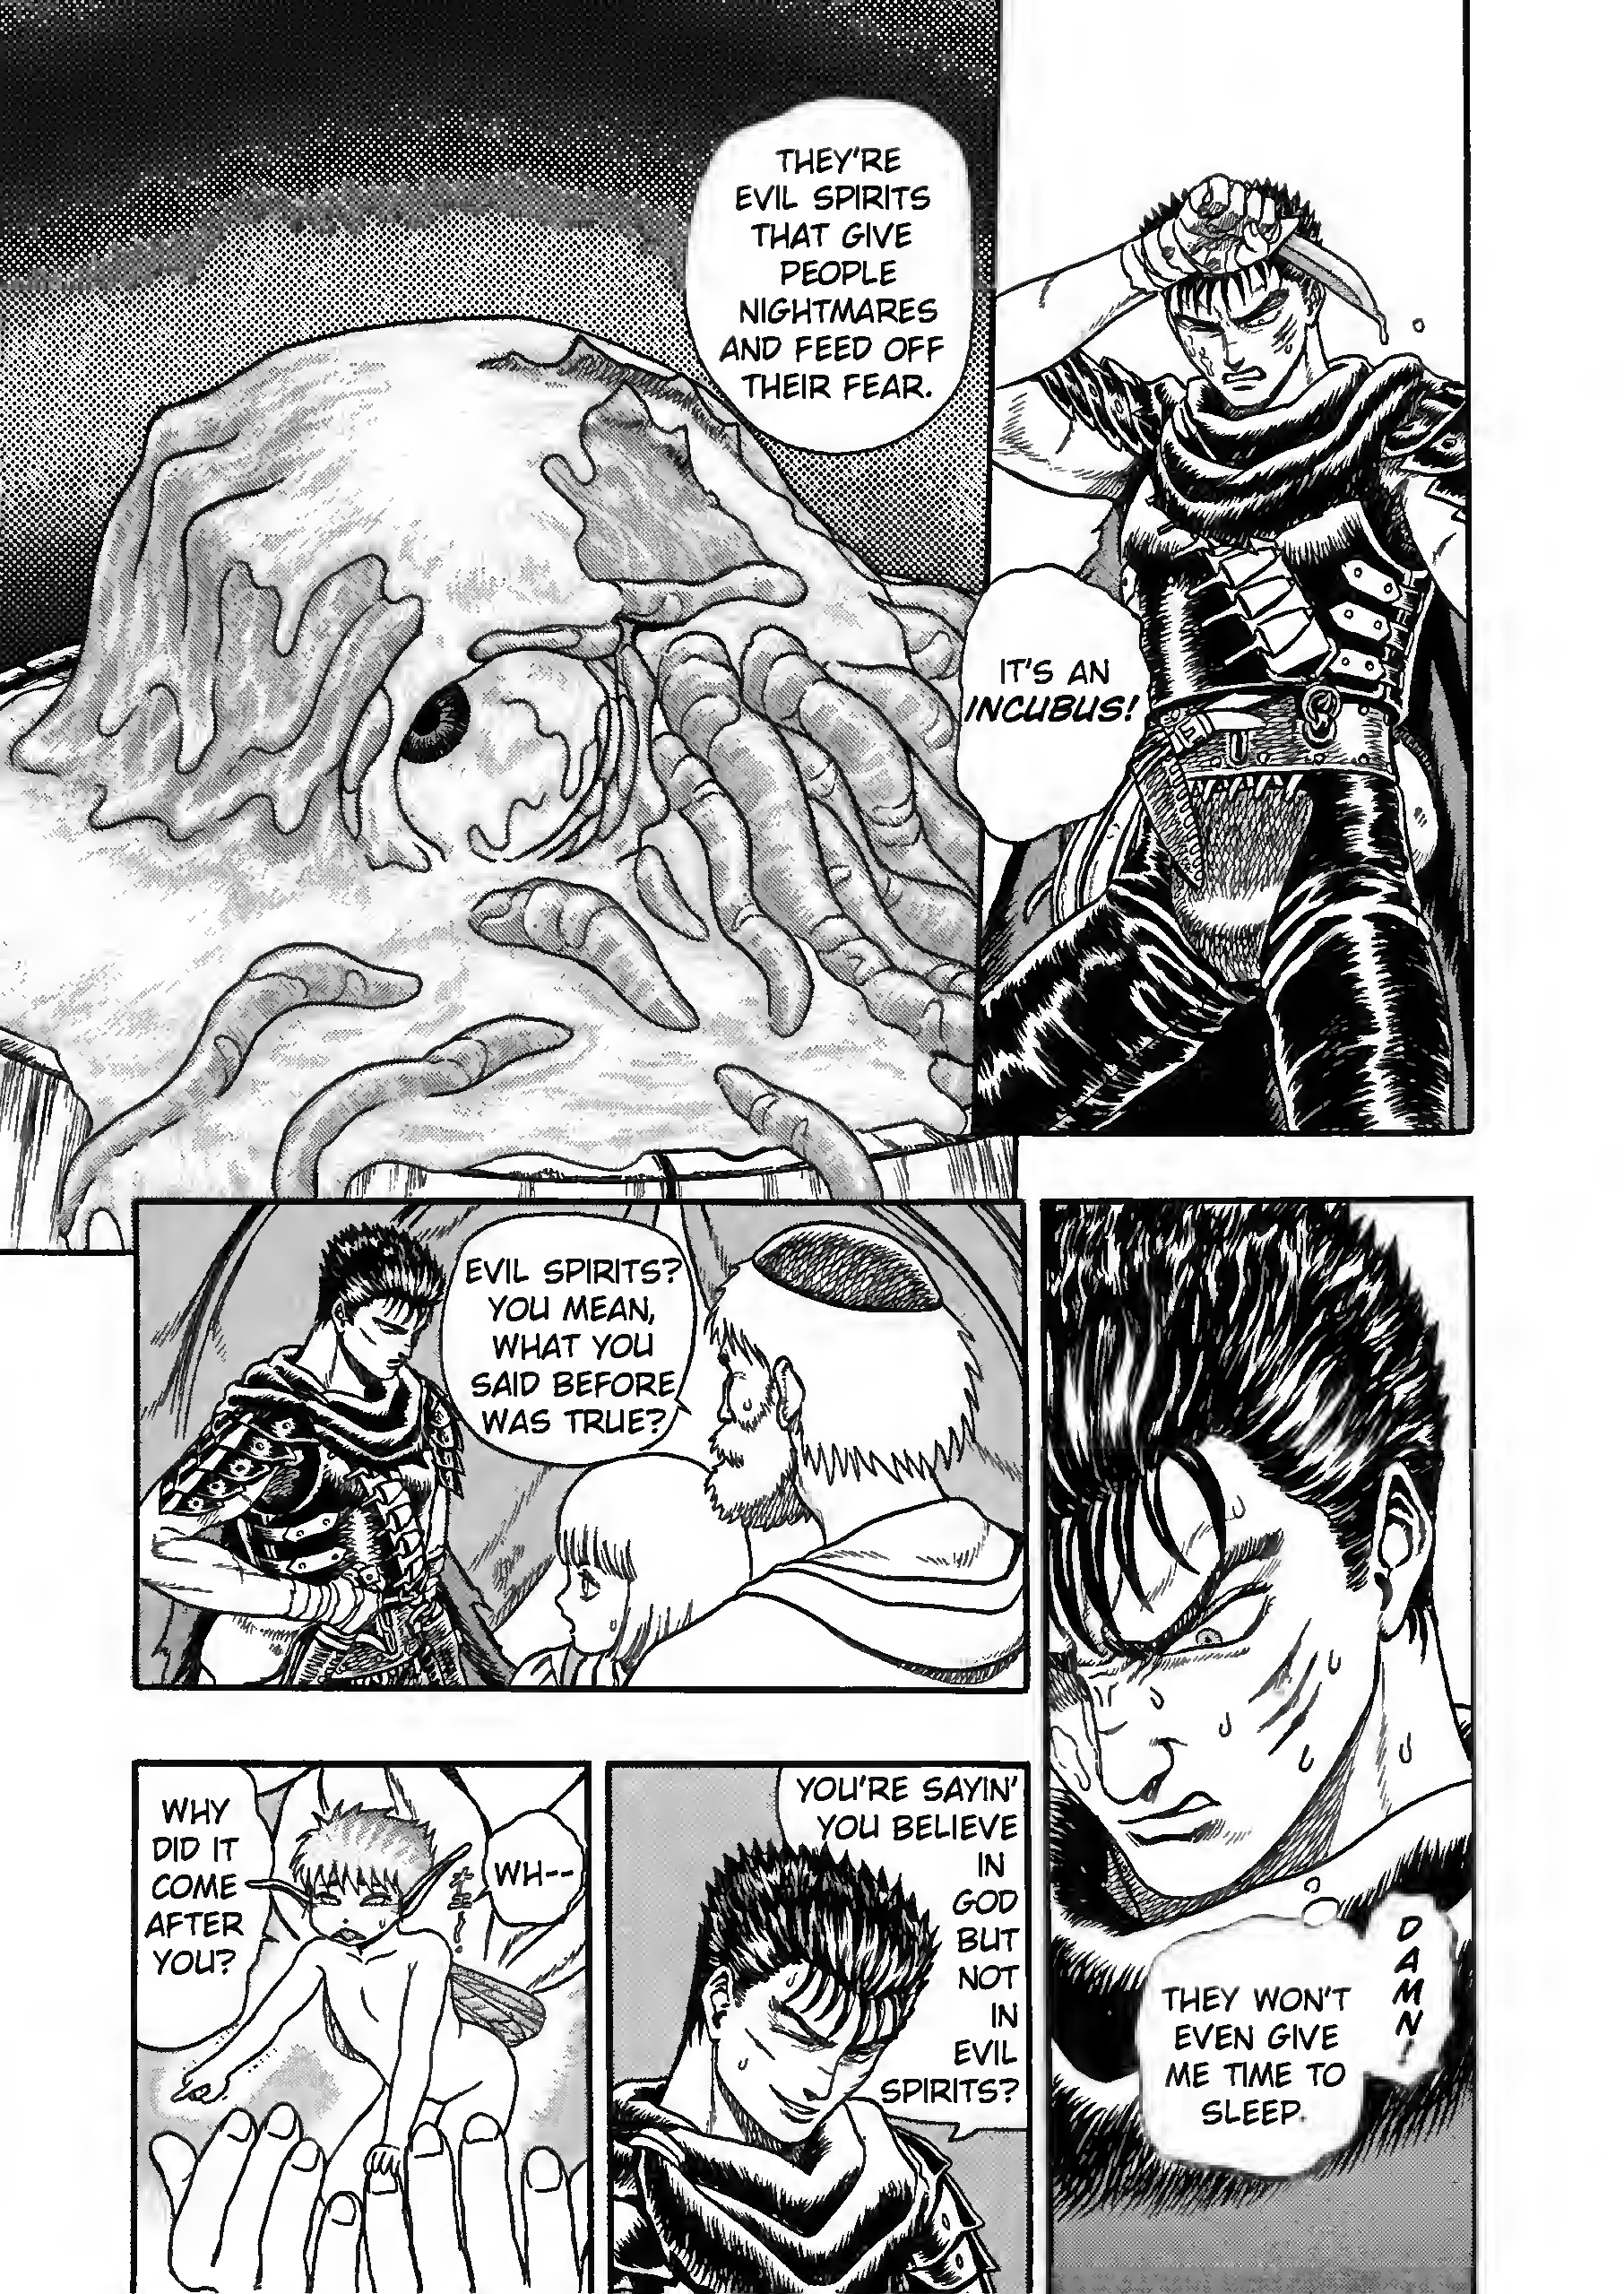 IT'S AN
INCUBUS!
THEY'RE
EVIL SPIRITS
THAT GIVE
PEOPLE
NIGHTMARES
AND FEED OFF
THEIR FEAR.
DAMN!
THEY WON'T
EVEN GIVE
ME TIME TO
SLEEP.
EVIL SPIRITS?
YOU MEAN,
WHAT YOU
SAID BEFORE
WAS TRUE?
YOU'RE SAYIN'
YOU BELIEVE
IN
GOD
BUT
NOT
IN
EVIL
SPIRITS?
WH--
WHY
DID IT
COME
AFTER
YOU?